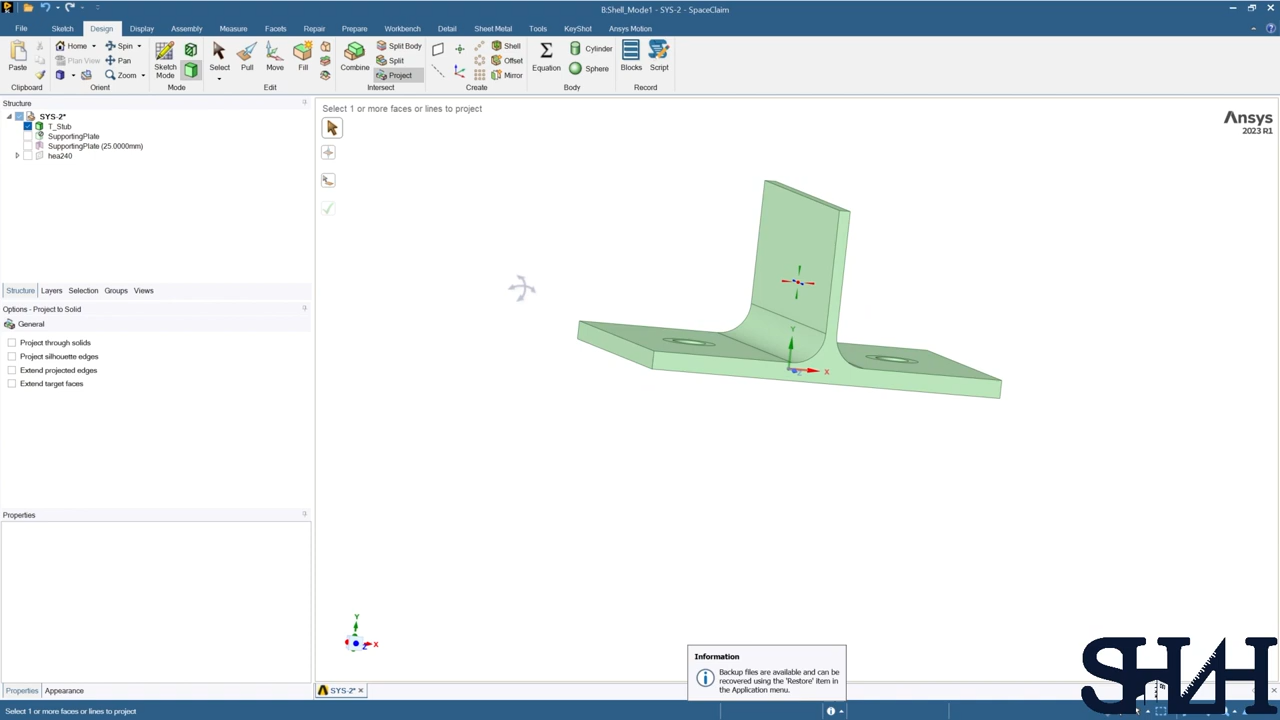 B:Shell_Mode1 - SYS-2 - SpaceClaim
File Sketch Design Display Assembly Measure Facets Repair Prepare Workbench Detail Sheet Metal Tools KeyShot Ansys Motion
Paste
Clipboard
Home
Plan View
Spin
Pan
Zoom
Orient
Sketch
Mode
Mode
Select
Pull
Move
Fill
Edit
Combine
Split Body
Split
Project
Intersect
Shell
Offset
Mirror
Create
Equation
Cylinder
Sphere
Body
Blocks
Script
Record
Structure
SYS-2*
T_Stub
SupportingPlate
SupportingPlate (25.0000mm)
hea240
Structure Layers Selection Groups Views
Options - Project to Solid
General
Project through solids
Project silhouette edges
Extend projected edges
Extend target faces
Properties
Properties Appearance
Select 1 or more faces or lines to project
Select 1 or more faces or lines to project
Ansys
2023 R1
Y
X
Z
Y
Z
X
Information
Backup files are available and can be
recovered using the 'Restore' item in
the Application menu.
SYS-2*